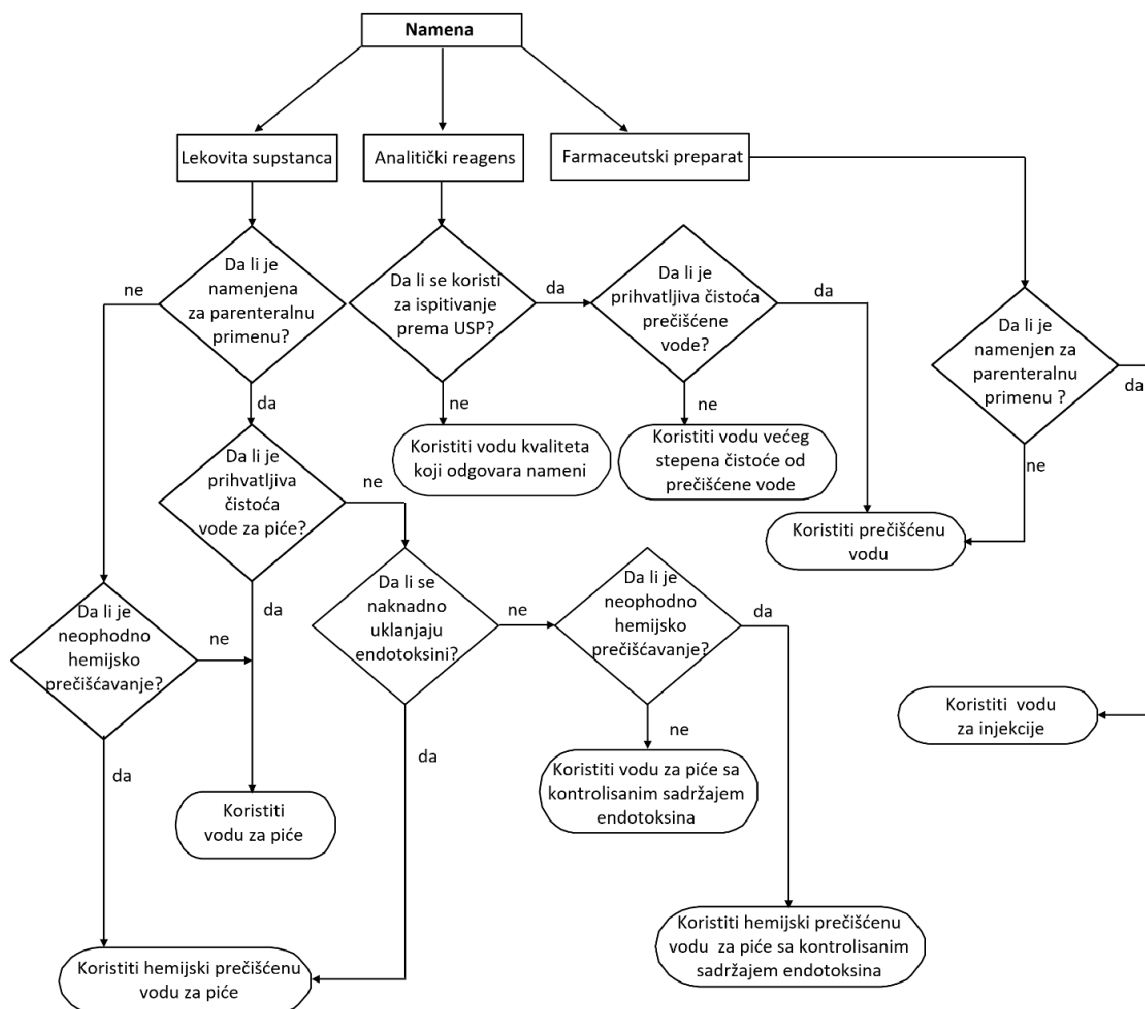 Namena
Lekovita supstanca
Analitički reagens
Farmaceutski preparat
Da li je
namenjena
za parenteralnu
primenu?
ne
da
Da li se koristi
za ispitivanje
prema USP?
da
ne
Da li je
prihvatljiva čistoća
prečišćene
vode?
da
ne
Da li je
namenjen za
parenteralnu
primenu ?
da
ne
Koristiti vodu kvaliteta
koji odgovara nameni
Koristiti vodu većeg
stepena čistoće od
prečišćene vode
Da li je
prihvatljiva
čistoća
vode za piće?
ne
da
Koristiti prečišćenu
vodu
Da li je
neophodno
hemijsko
prečišćavanje?
ne
da
Da li se
naknadno
uklanjaju
endotoksini?
ne
da
Da li je
neophodno
hemijsko
prečišćavanje?
da
ne
Koristiti vodu
za injekcije
Koristiti
vodu za piće
Koristiti vodu za piće sa
kontrolisanim sadržajem
endotoksina
Koristiti hemijski prečišćenu
vodu za piće sa kontrolisanim
sadržajem endotoksina
Koristiti hemijski prečišćenu
vodu za piće